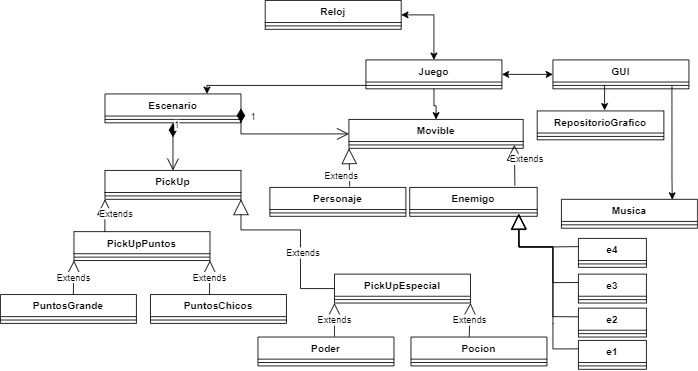 Reloj
Juego
GUI
Escenario
1
1
RepositorioGrafico
Movible
Extends
Extends
PickUp
Personaje
Enemigo
Musica
Extends
PickUpPuntos
Extends
e4
Extends
Extends
PickUpEspecial
e3
PuntosGrande
PuntosChicos
Extends
Extends
e2
Poder
Pocion
e1